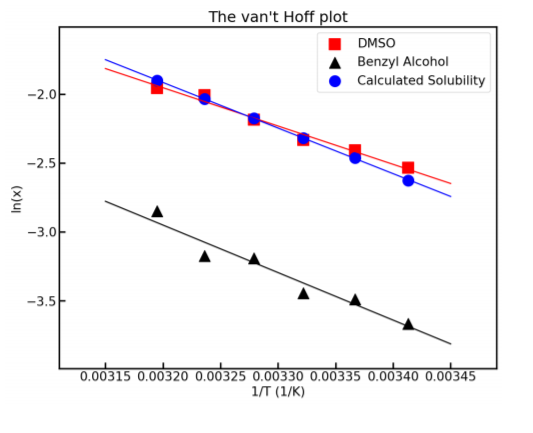 The van't Hoff plot
DMSO
Benzyl Alcohol
Calculated Solubility
−2.0
−2.5
−3.0
−3.5
ln(x)
0.00315 0.00320 0.00325 0.00330 0.00335 0.00340 0.00345
1/T (1/K)